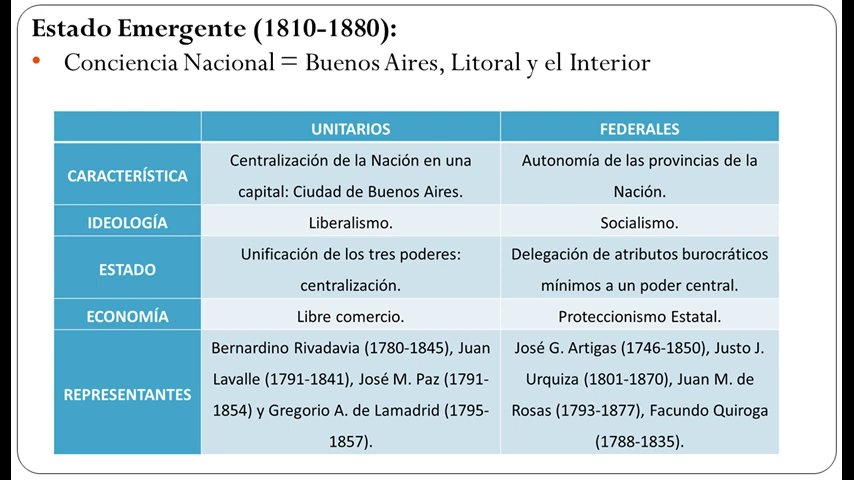 Estado Emergente (1810-1880):
• Conciencia Nacional = Buenos Aires, Litoral y el Interior
UNITARIOS FEDERALES
CARACTERÍSTICA
Centralización de la Nación en una
capital: Ciudad de Buenos Aires.
Autonomía de las provincias de la
Nación.
IDEOLOGÍA Liberalismo. Socialismo.
ESTADO
Unificación de los tres poderes:
centralización.
Delegación de atributos burocráticos
mínimos a un poder central.
ECONOMÍA Libre comercio. Proteccionismo Estatal.
REPRESENTANTES
Bernardino Rivadavia (1780-1845), Juan
Lavalle (1791-1841), José M. Paz (1791-
1854) y Gregorio A. de Lamadrid (1795-
1857).
José G. Artigas (1746-1850), Justo J.
Urquiza (1801-1870), Juan M. de
Rosas (1793-1877), Facundo Quiroga
(1788-1835).